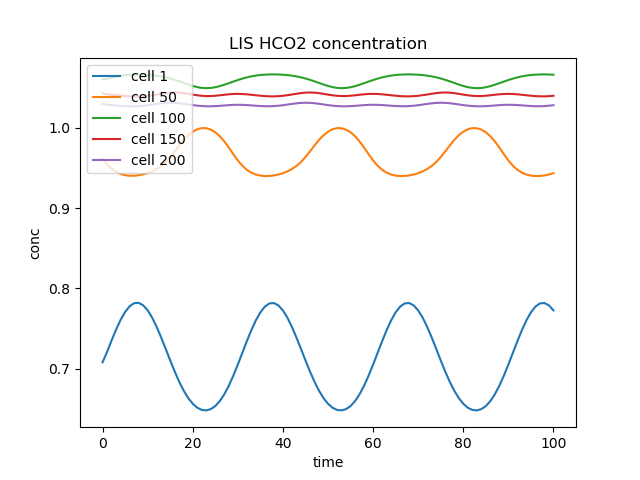 LIS HCO2 concentration
cell 1
cell 50
cell 100
cell 150
cell 200
conc
1.0
0.9
0.8
0.7
0 20 40 60 80 100
time